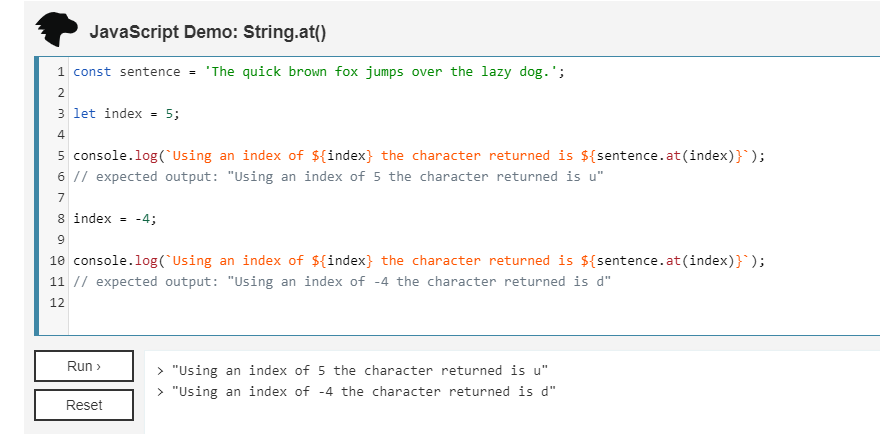 JavaScript Demo: String.at()
1 const sentence = 'The quick brown fox jumps over the lazy dog.';
2
3 let index = 5;
4
5 console.log(`Using an index of ${index} the character returned is ${sentence.at(index)}`);
6 // expected output: "Using an index of 5 the character returned is u"
7
8 index = -4;
9
10 console.log(`Using an index of ${index} the character returned is ${sentence.at(index)}`);
11 // expected output: "Using an index of -4 the character returned is d"
12
Run ›
> "Using an index of 5 the character returned is u"
> "Using an index of -4 the character returned is d"
Reset